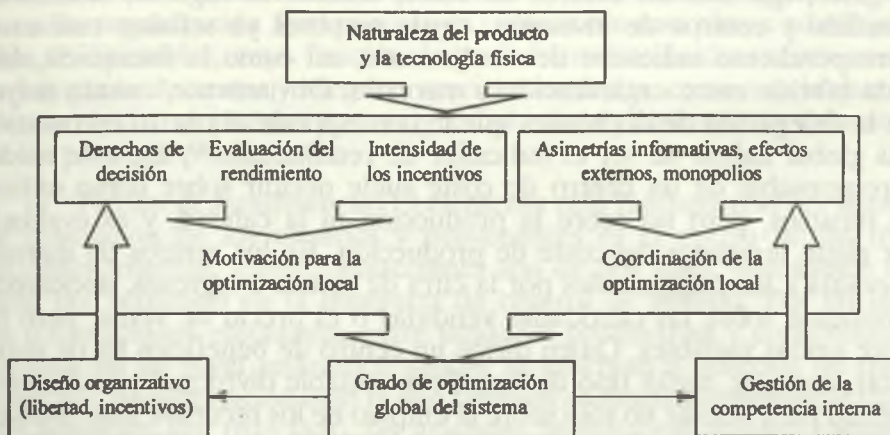 Naturaleza del producto
y la tecnología física
Derechos de
decisión
Evaluación del
rendimiento
Intensidad de
los incentivos
Asimetrías informativas, efectos
externos, monopolios
Motivación para la
optimización local
Coordinación de la
optimización local
Diseño organizativo
(libertad, incentivos)
Grado de optimización
global del sistema
Gestión de la
competencia interna